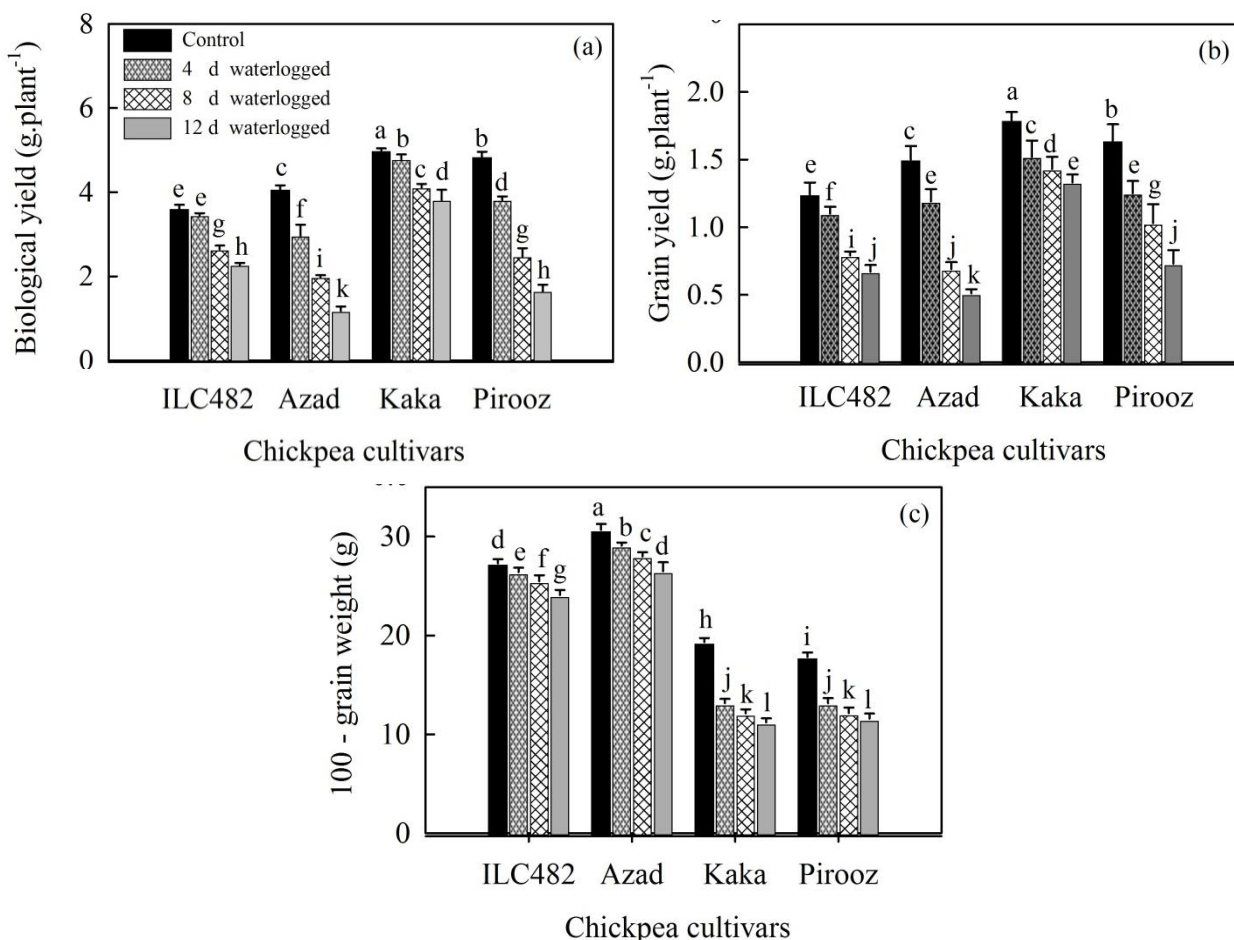 8
6
4
2
0
Biological yield (g.plant⁻¹)
(a)
Control
4 d waterlogged
8 d waterlogged
12 d waterlogged
e e g h
c f i k
a b c d
b d g h
ILC482 Azad Kaka Pirooz
Chickpea cultivars
2.0
1.5
1.0
0.5
0.0
Grain yield (g.plant⁻¹)
(b)
e f i j
c e j k
a c d e
b e g j
ILC482 Azad Kaka Pirooz
Chickpea cultivars
30
20
10
0
100 - grain weight (g)
(c)
d e f g
a b c d
h j k l
i j k l
ILC482 Azad Kaka Pirooz
Chickpea cultivars